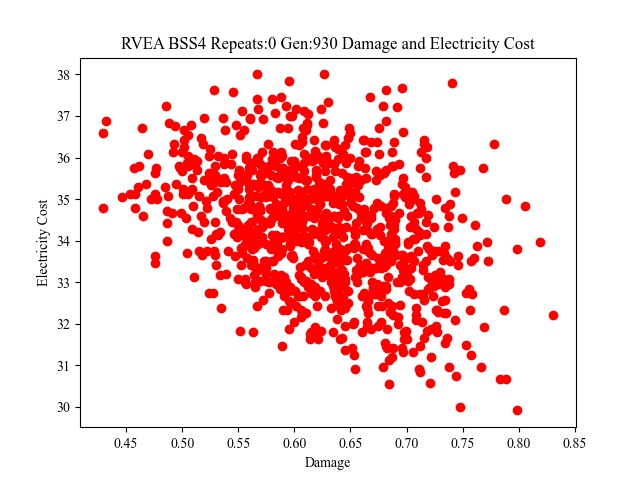 RVEA BSS4 Repeats:0 Gen:930 Damage and Electricity Cost
38
37
36
35
34
33
32
31
30
Electricity Cost
0.45 0.50 0.55 0.60 0.65 0.70 0.75 0.80 0.85
Damage